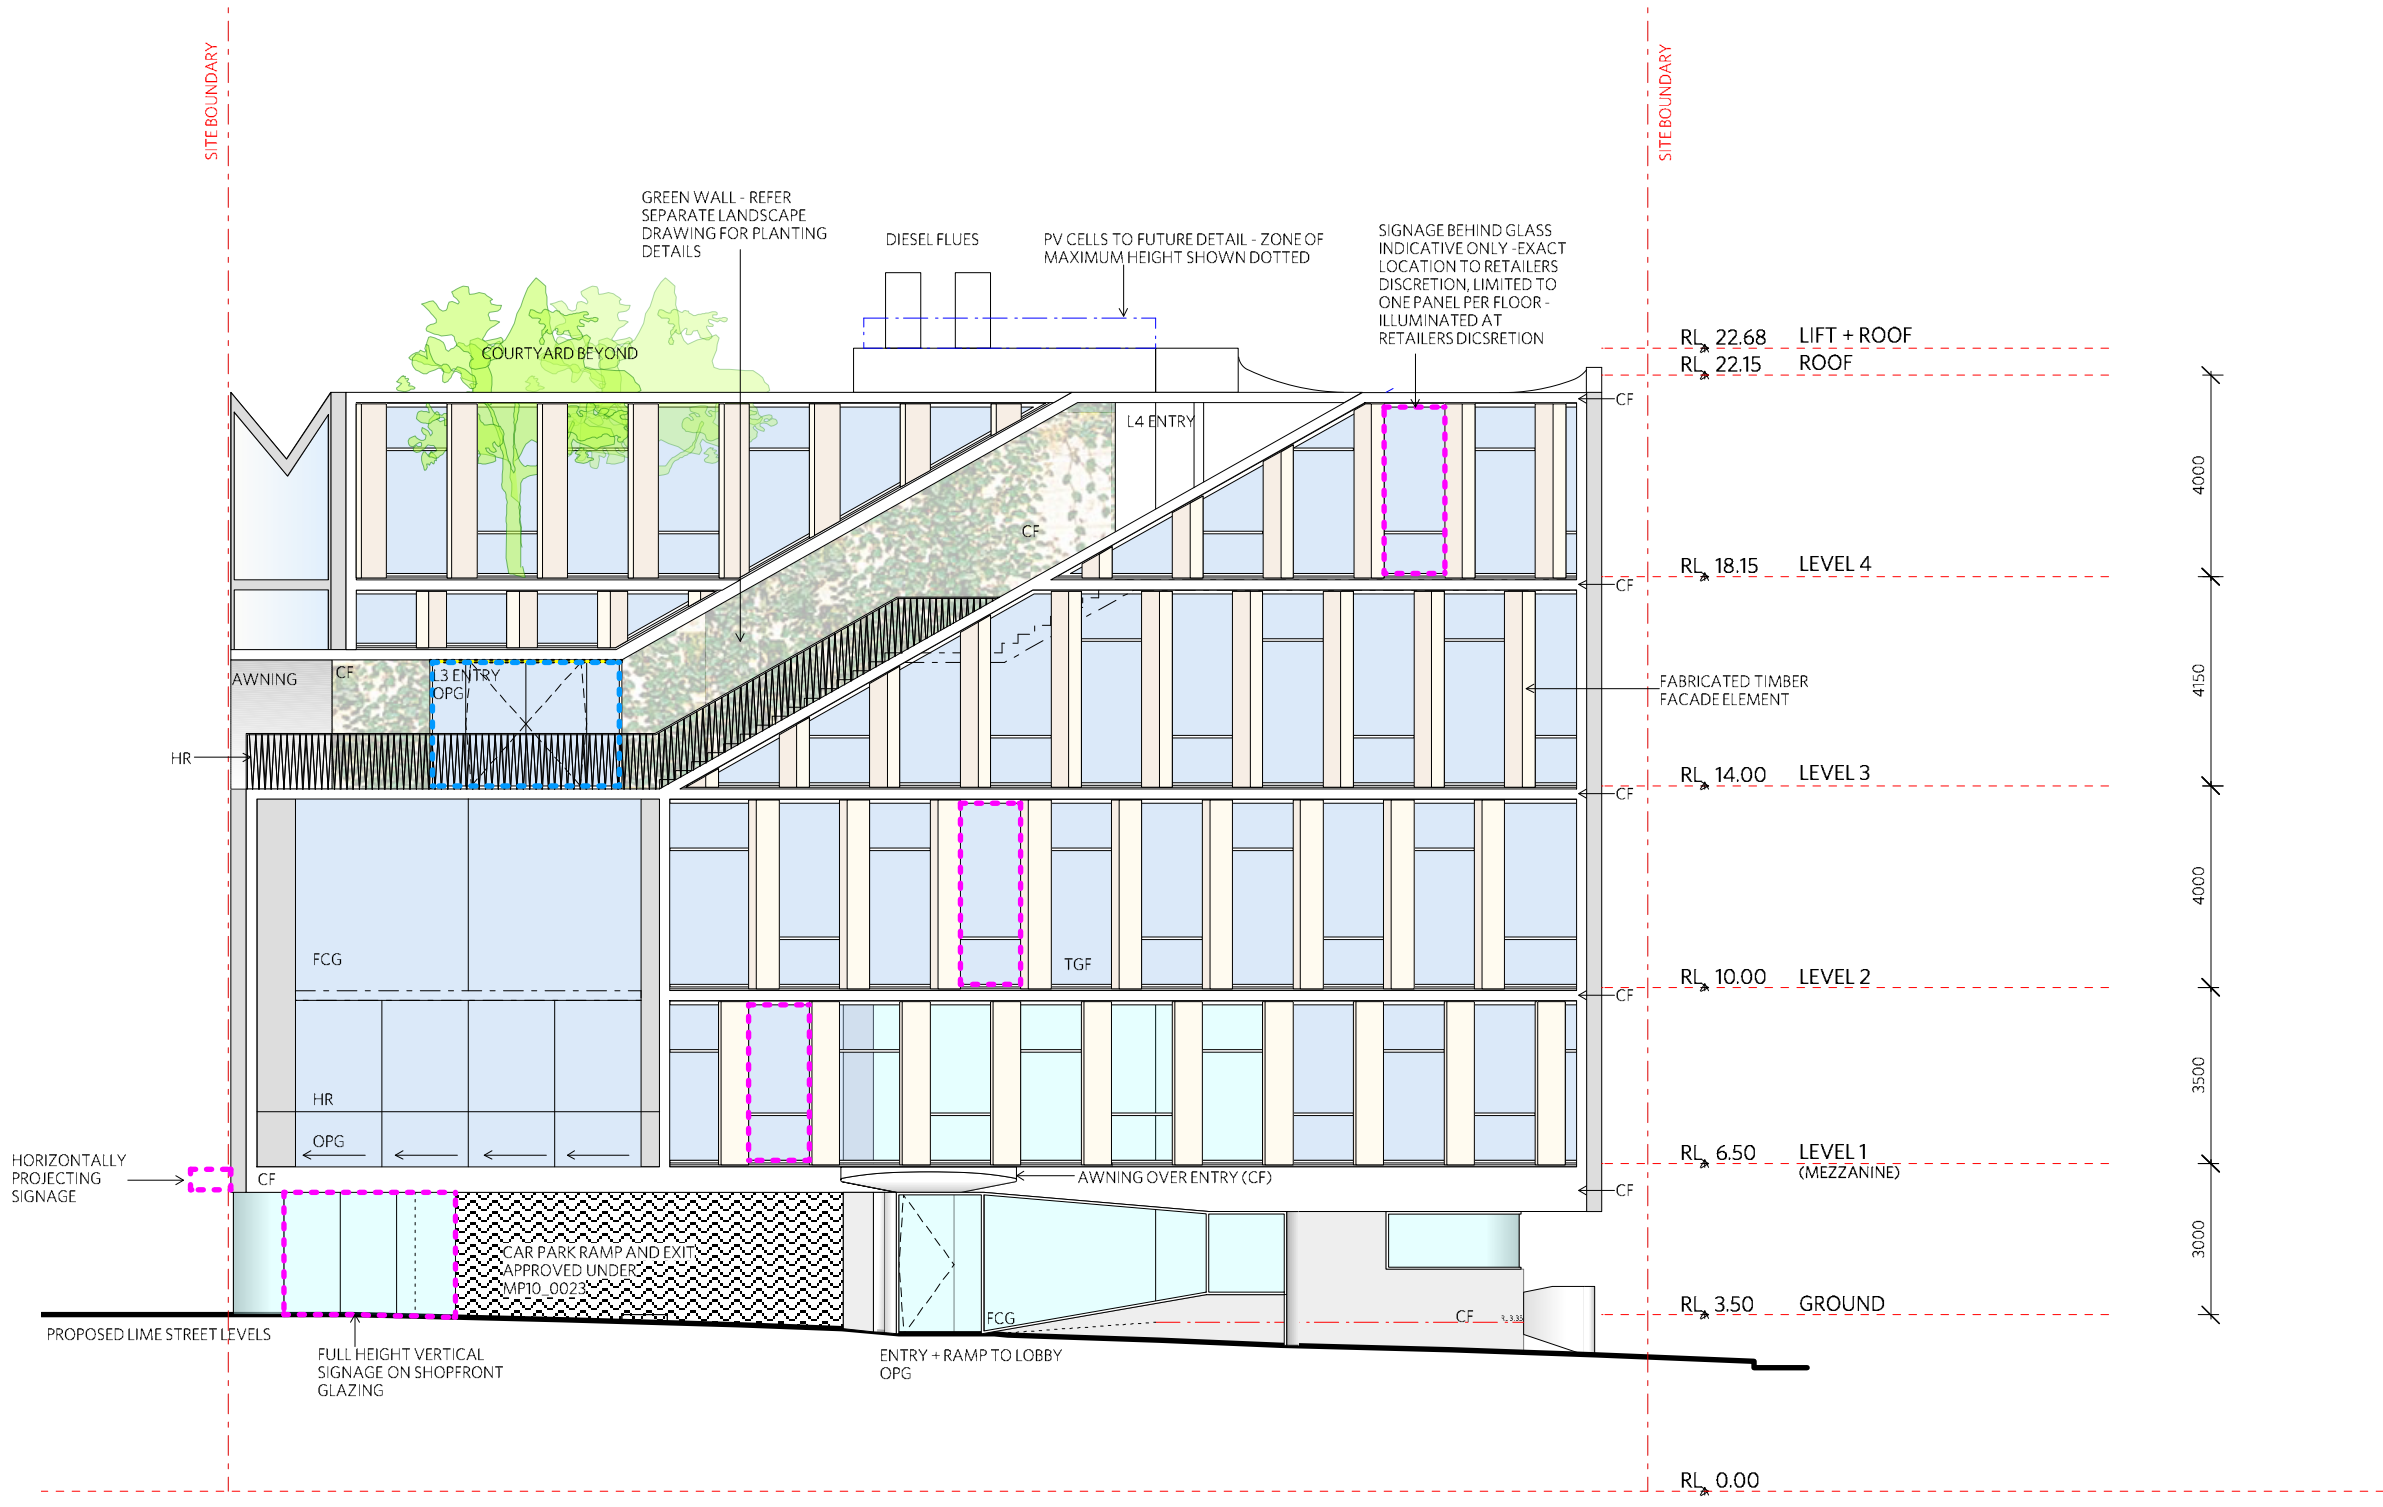 SITE BOUNDARY
SITE BOUNDARY
GREEN WALL - REFER
SEPARATE LANDSCAPE
DRAWING FOR PLANTING
DETAILS
DIESEL FLUES
PV CELLS TO FUTURE DETAIL - ZONE OF
MAXIMUM HEIGHT SHOWN DOTTED
SIGNAGE BEHIND GLASS
INDICATIVE ONLY -EXACT
LOCATION TO RETAILERS
DISCRETION, LIMITED TO
ONE PANEL PER FLOOR -
ILLUMINATED AT
RETAILERS DICSRETION
COURTYARD BEYOND
RL 22.68 LIFT + ROOF
RL 22.15 ROOF
CF
L4 ENTRY
4000
CF
RL 18.15 LEVEL 4
CF
AWNING
CF
L3 ENTRY
OPG
FABRICATED TIMBER
FACADE ELEMENT
4150
HR
RL 14.00 LEVEL 3
CF
4000
FCG
TGF
RL 10.00 LEVEL 2
CF
3500
HR
OPG
RL 6.50 LEVEL 1
(MEZZANINE)
HORIZONTALLY
PROJECTING
SIGNAGE
CF
AWNING OVER ENTRY (CF)
CF
3000
CAR PARK RAMP AND EXIT
APPROVED UNDER
MP10_0023
RL 3.50 GROUND
FCG
CF
RL 3.35
PROPOSED LIME STREET LEVELS
FULL HEIGHT VERTICAL
SIGNAGE ON SHOPFRONT
GLAZING
ENTRY + RAMP TO LOBBY
OPG
RL 0.00